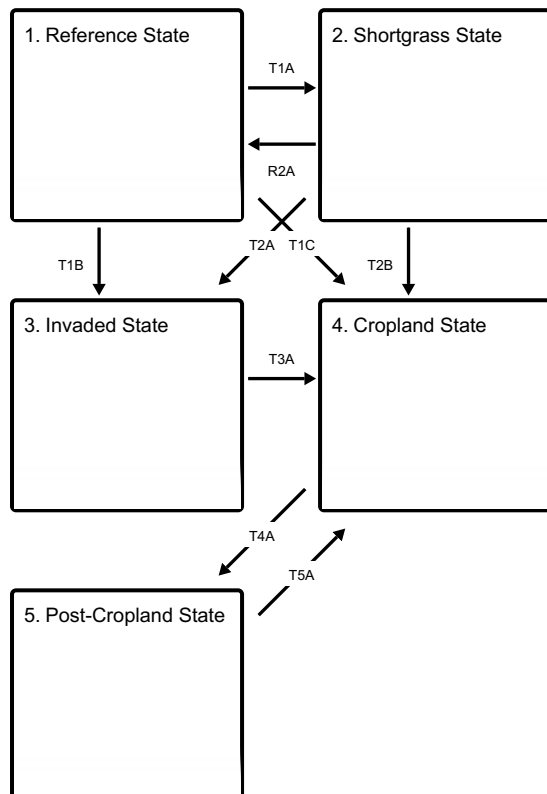 1. Reference State
2. Shortgrass State
T1A
R2A
T2A
T1C
T1B
T2B
3. Invaded State
4. Cropland State
T3A
T4A
T5A
5. Post-Cropland State